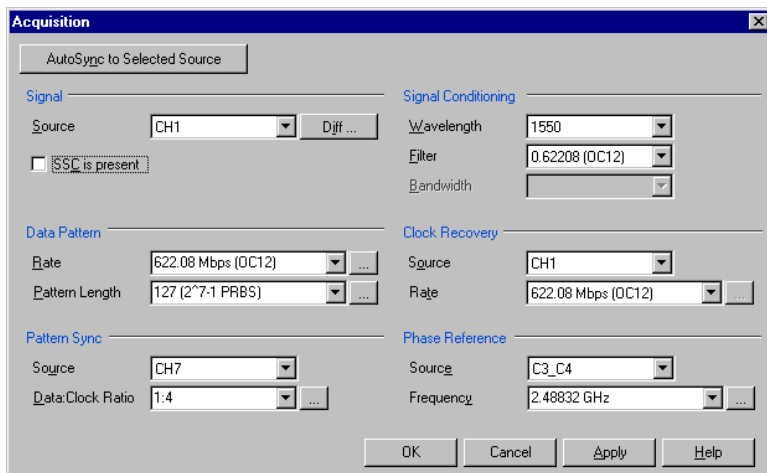 Acquisition
AutoSync to Selected Source
Signal
Source CH1 Diff ...
SSC is present
Signal Conditioning
Wavelength 1550
Filter 0.62208 (OC12)
Bandwidth
Data Pattern
Rate 622.08 Mbps (OC12) ...
Pattern Length 127 (2^7-1 PRBS) ...
Clock Recovery
Source CH1
Rate 622.08 Mbps (OC12) ...
Pattern Sync
Source CH7
Data:Clock Ratio 1:4 ...
Phase Reference
Source C3_C4
Frequency 2.48832 GHz ...
OK Cancel Apply Help